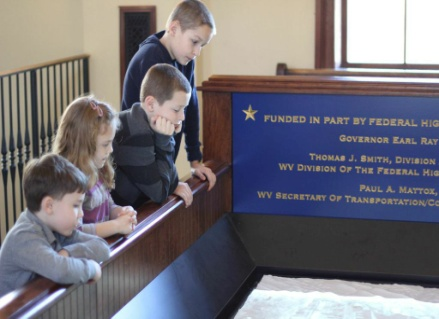 FUNDED IN PART BY FEDERAL HIG
GOVERNOR EARL RAY
THOMAS J. SMITH, DIVISION
WV DIVISION OF THE FEDERAL HIG
PAUL A. MATTOX,
WV SECRETARY OF TRANSPORTATION/CO